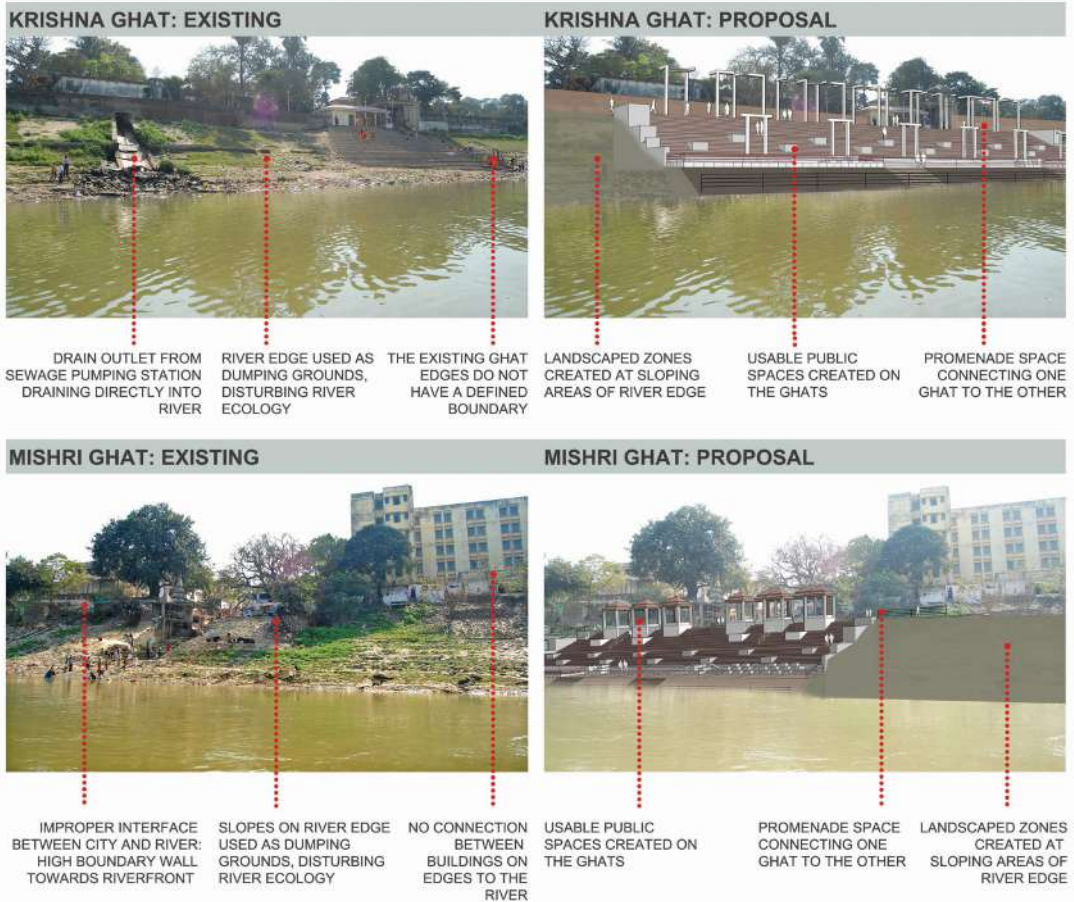 KRISHNA GHAT: EXISTING
KRISHNA GHAT: PROPOSAL
DRAIN OUTLET FROM
SEWAGE PUMPING STATION
DRAINING DIRECTLY INTO
RIVER
RIVER EDGE USED AS
DUMPING GROUNDS,
DISTURBING RIVER
ECOLOGY
THE EXISTING GHAT
EDGES DO NOT
HAVE A DEFINED
BOUNDARY
LANDSCAPED ZONES
CREATED AT SLOPING
AREAS OF RIVER EDGE
USABLE PUBLIC
SPACES CREATED ON
THE GHATS
PROMENADE SPACE
CONNECTING ONE
GHAT TO THE OTHER
MISHRI GHAT: EXISTING
MISHRI GHAT: PROPOSAL
IMPROPER INTERFACE
BETWEEN CITY AND RIVER:
HIGH BOUNDARY WALL
TOWARDS RIVERFRONT
SLOPES ON RIVER EDGE
USED AS DUMPING
GROUNDS, DISTURBING
RIVER ECOLOGY
NO CONNECTION
BETWEEN
BUILDINGS ON
EDGES TO THE
RIVER
USABLE PUBLIC
SPACES CREATED ON
THE GHATS
PROMENADE SPACE
CONNECTING ONE
GHAT TO THE OTHER
LANDSCAPED ZONES
CREATED AT
SLOPING AREAS OF
RIVER EDGE